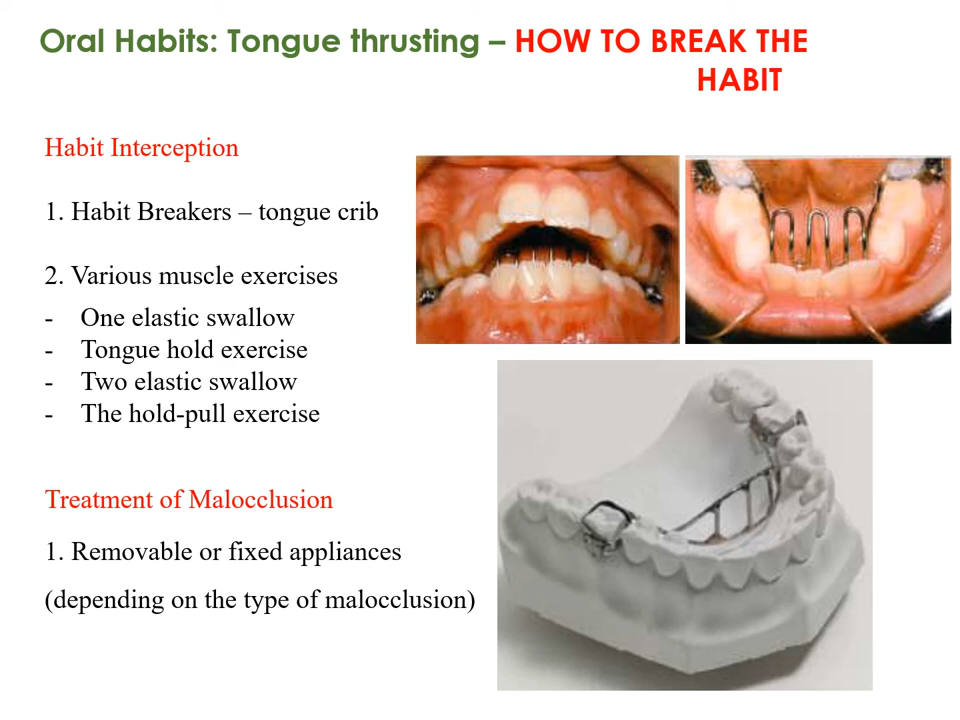 Oral Habits: Tongue thrusting – HOW TO BREAK THE
HABIT
Habit Interception
1. Habit Breakers – tongue crib
2. Various muscle exercises
- One elastic swallow
- Tongue hold exercise
- Two elastic swallow
- The hold-pull exercise
Treatment of Malocclusion
1. Removable or fixed appliances
(depending on the type of malocclusion)